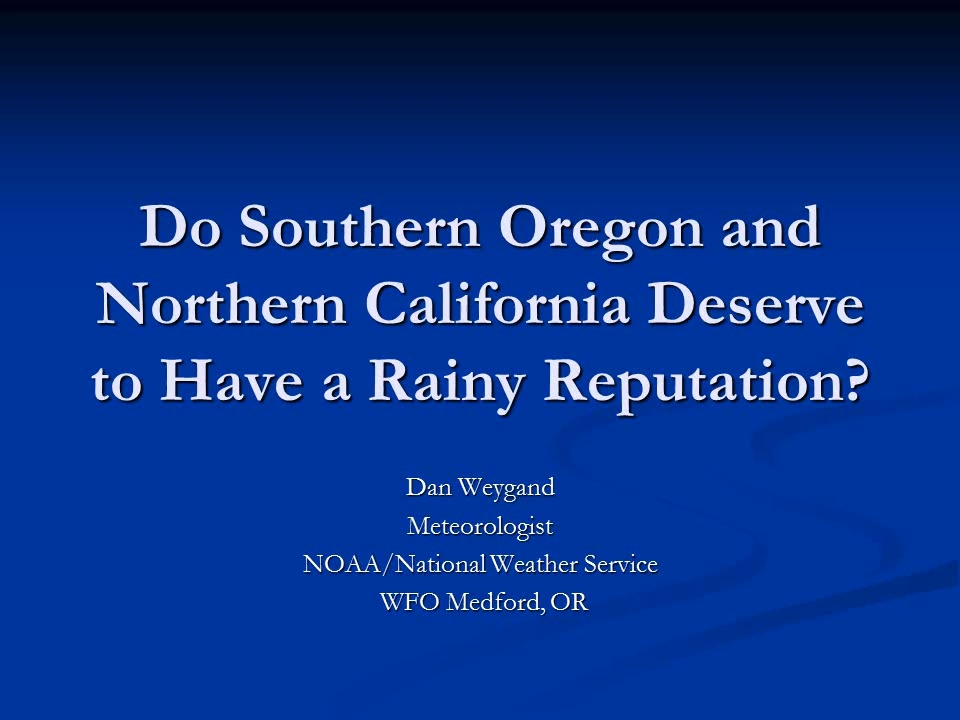 Do Southern Oregon and
Northern California Deserve
to Have a Rainy Reputation?
Dan Weygand
Meteorologist
NOAA/National Weather Service
WFO Medford, OR